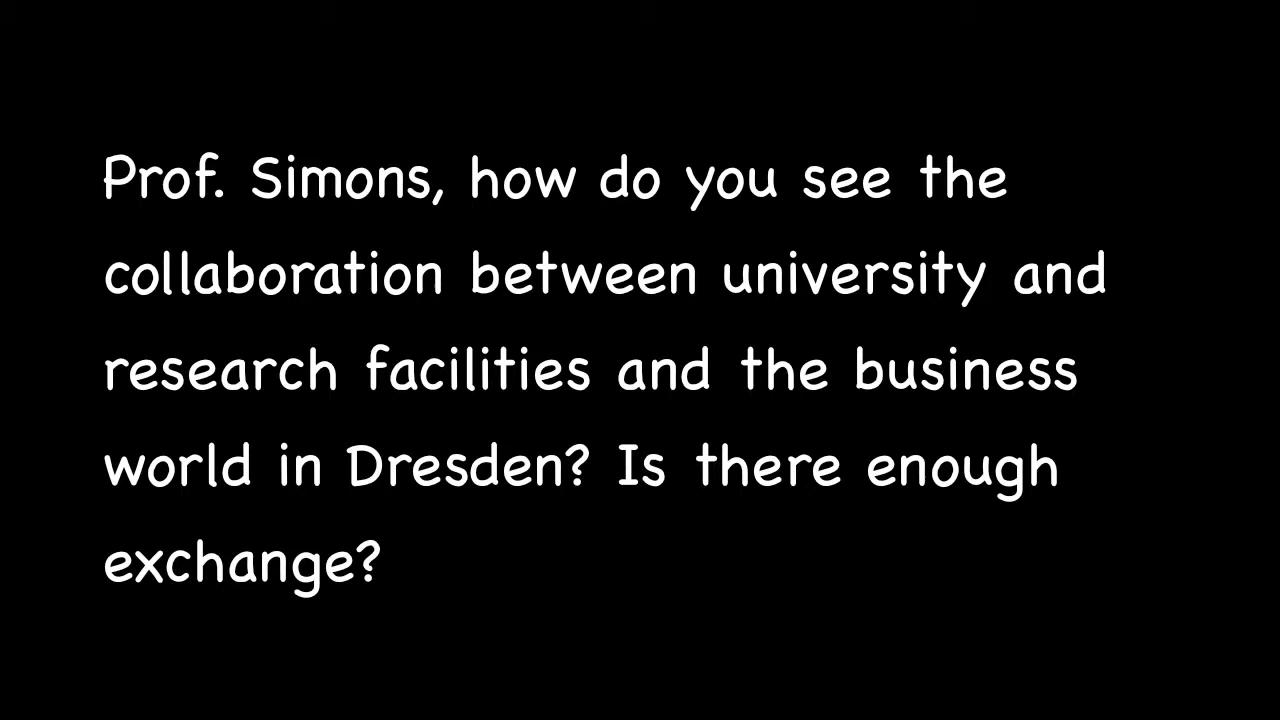 Prof. Simons, how do you see the
collaboration between university and
research facilities and the business
world in Dresden? Is there enough
exchange?